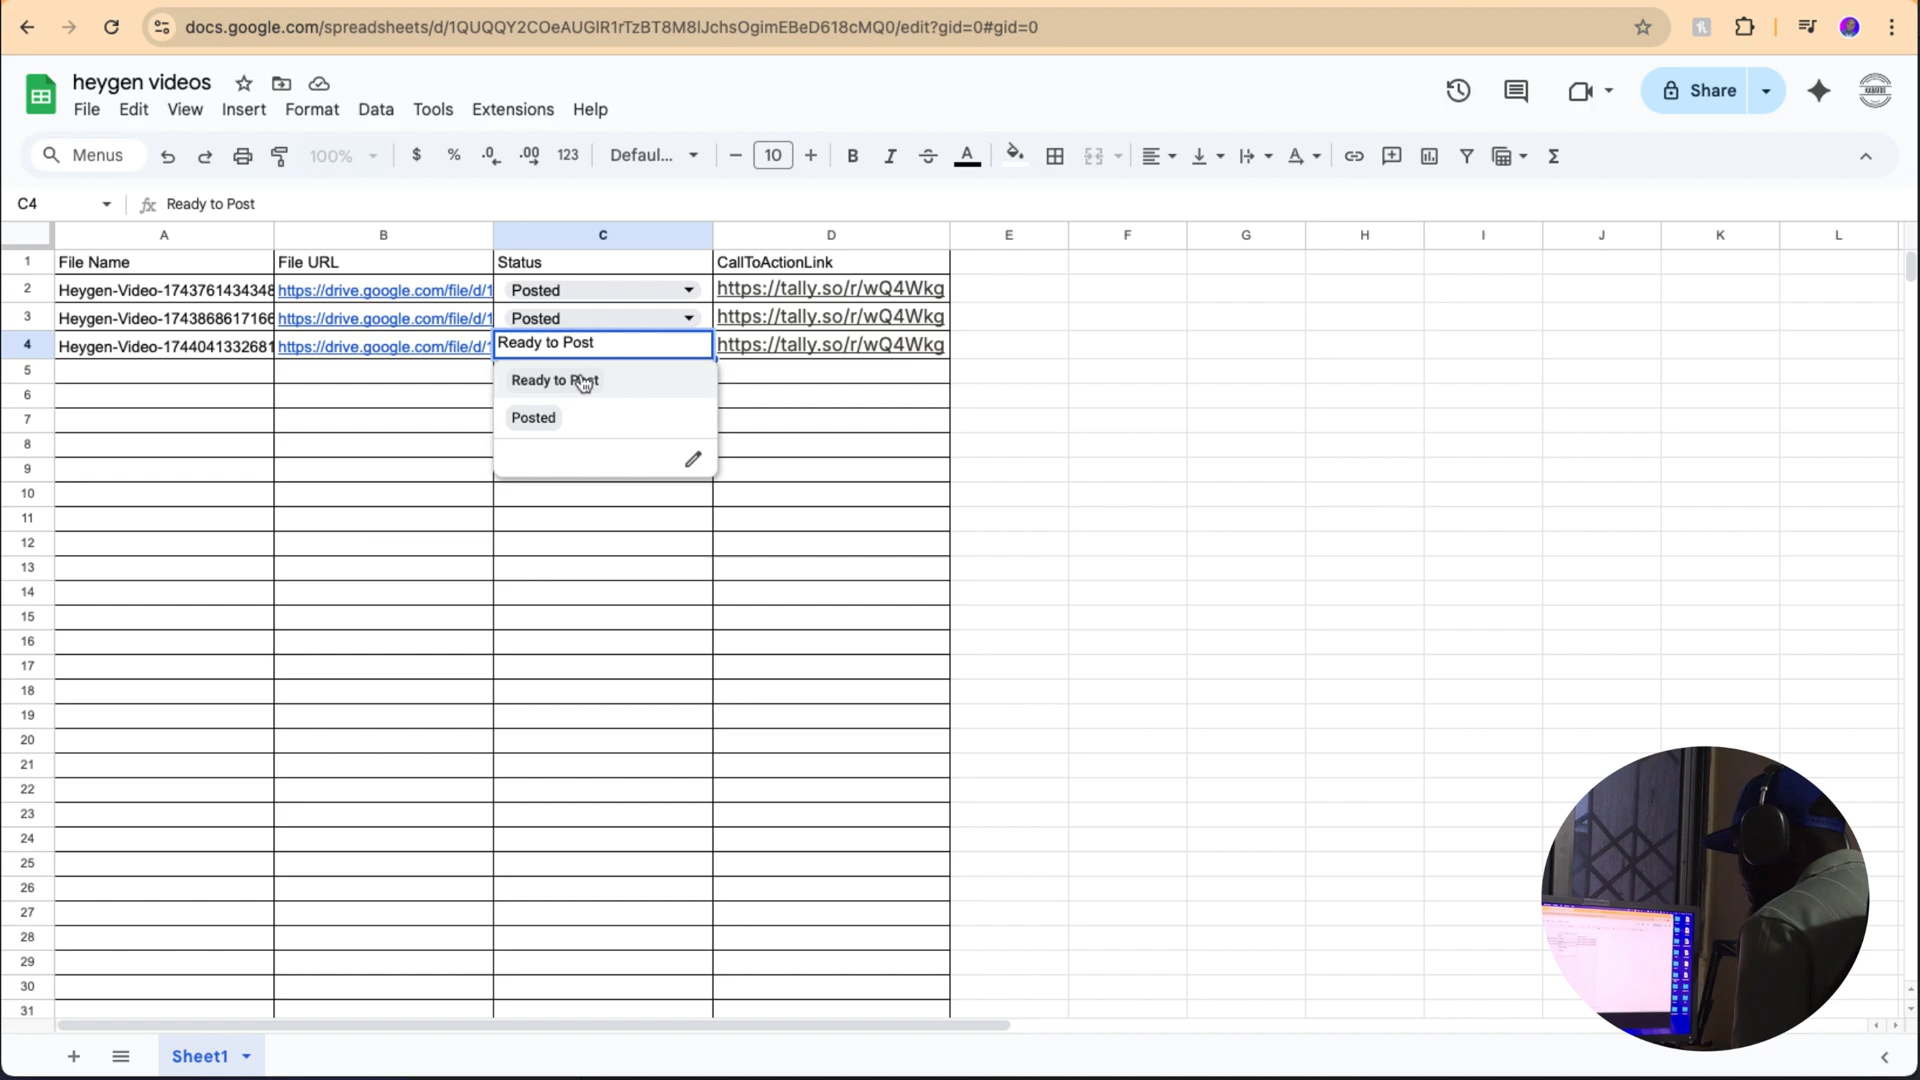 docs.google.com/spreadsheets/d/1QUQQY2COeAUGlR1rTzBT8M8lJchsOgimEBeD618cMQ0/edit?gid=0#gid=0
heygen videos
File Edit View Insert Format Data Tools Extensions Help
Share
Menus 100% $ % .0 .00 123 Defaul... 10 B I A Σ
C4 fx Ready to Post
A B C D E F G H I J K L
1 File Name File URL Status CallToActionLink
2 Heygen-Video-1743761434348 https://drive.google.com/file/d/1 Posted https://tally.so/r/wQ4Wkg
3 Heygen-Video-1743868617166 https://drive.google.com/file/d/1 Posted https://tally.so/r/wQ4Wkg
4 Heygen-Video-1744041332681 https://drive.google.com/file/d/1 Ready to Post https://tally.so/r/wQ4Wkg
5
Ready to Post
6
7 Posted
8
9
10
11
12
13
14
15
16
17
18
19
20
21
22
23
24
25
26
27
28
29
30
31
Sheet1